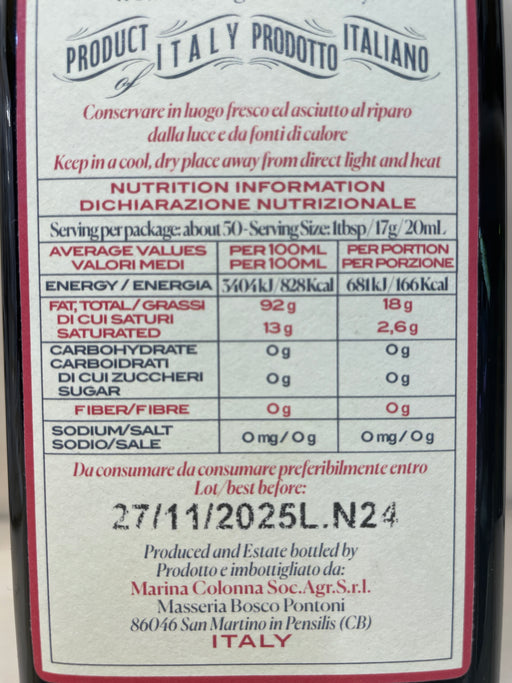 PRODUCT of ITALY PRODOTTO ITALIANO
Conservare in luogo fresco ed asciutto al riparo
dalla luce e da fonti di calore
Keep in a cool, dry place away from direct light and heat
NUTRITION INFORMATION
DICHIARAZIONE NUTRIZIONALE
Serving per package: about 50 - Serving Size: 1tbsp/17g/20mL
AVERAGE VALUES PER 100ML PER PORTION
VALORI MEDI PER 100ML PER PORZIONE
ENERGY / ENERGIA 3404kJ/828Kcal 681kJ/166Kcal
FAT, TOTAL/GRASSI 92g 18g
DI CUI SATURI
SATURATED 13g 2,6g
CARBOHYDRATE 0g 0g
CARBOIDRATI
DI CUI ZUCCHERI 0g 0g
SUGAR
FIBER/FIBRE 0g 0g
SODIUM/SALT
SODIO/SALE 0mg/0g 0mg/0g
Da consumare da consumare preferibilmente entro
Lot/best before:
27/11/2025L.N24
Produced and Estate bottled by
Prodotto e imbottigliato da:
Marina Colonna Soc.Agr.S.r.l.
Masseria Bosco Pontoni
86046 San Martino in Pensilis (CB)
ITALY